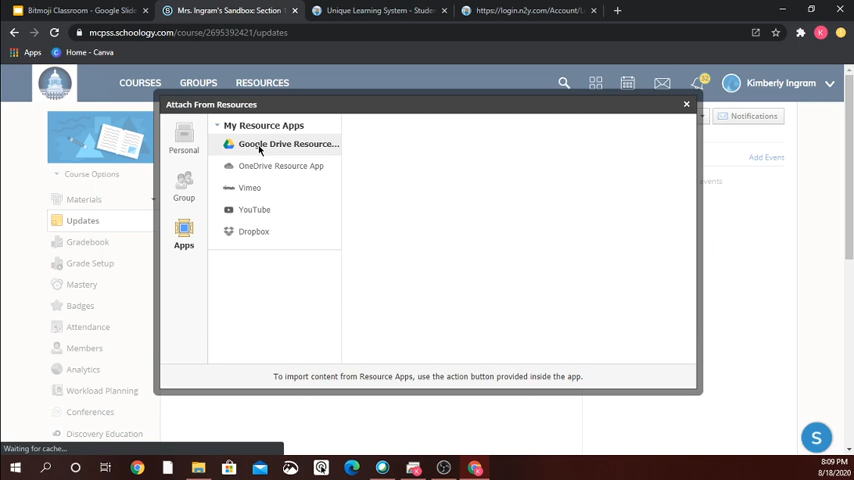 Bitmoji Classroom - Google Slide
Mrs. Ingram's Sandbox: Section
Unique Learning System - Stude
https://login.n2y.com/Account/L
mcpss.schoology.com/course/2695392421/updates
Apps
Home - Canva
COURSES
GROUPS
RESOURCES
Kimberly Ingram
Attach From Resources
Notifications
Add Event
events
Course Options
Materials
Updates
Gradebook
Grade Setup
Mastery
Badges
Attendance
Members
Analytics
Workload Planning
Conferences
Discovery Education
Personal
Group
Apps
My Resource Apps
Google Drive Resource...
OneDrive Resource App
Vimeo
YouTube
Dropbox
To import content from Resource Apps, use the action button provided inside the app.
S
Waiting for cache...
8:09 PM
8/18/2020